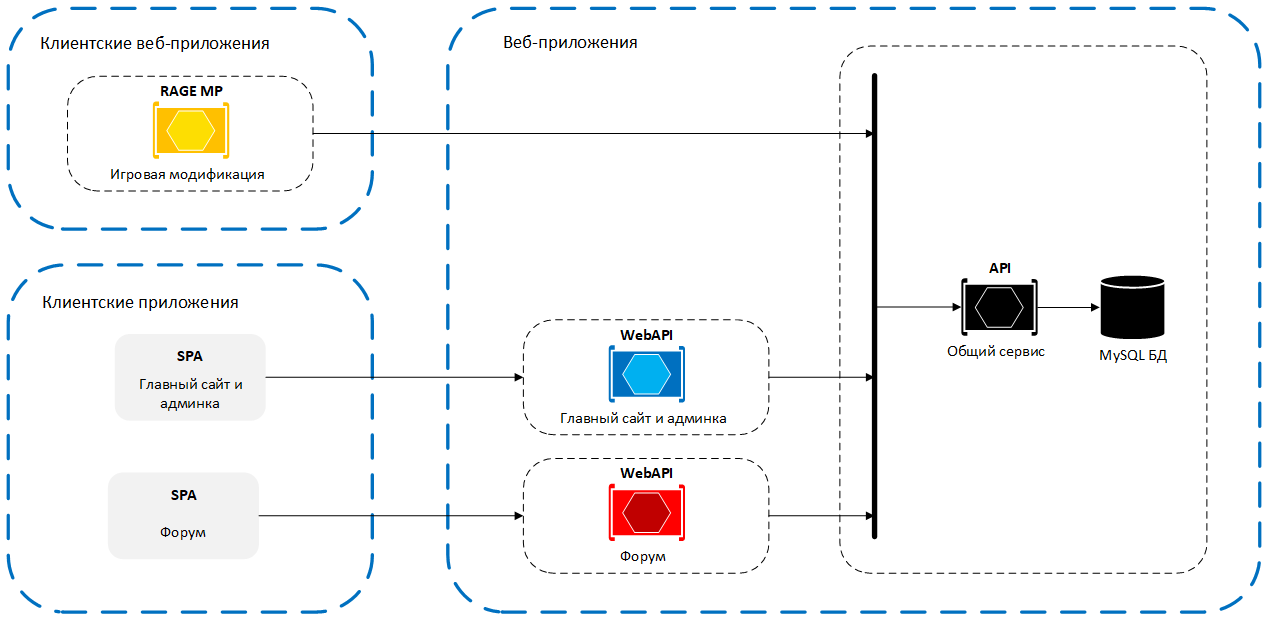 Клиентские веб-приложения
RAGE MP
Игровая модификация
Клиентские приложения
SPA
Главный сайт и
админка
SPA
Форум
Веб-приложения
WebAPI
Главный сайт и админка
WebAPI
Форум
API
Общий сервис
MySQL БД